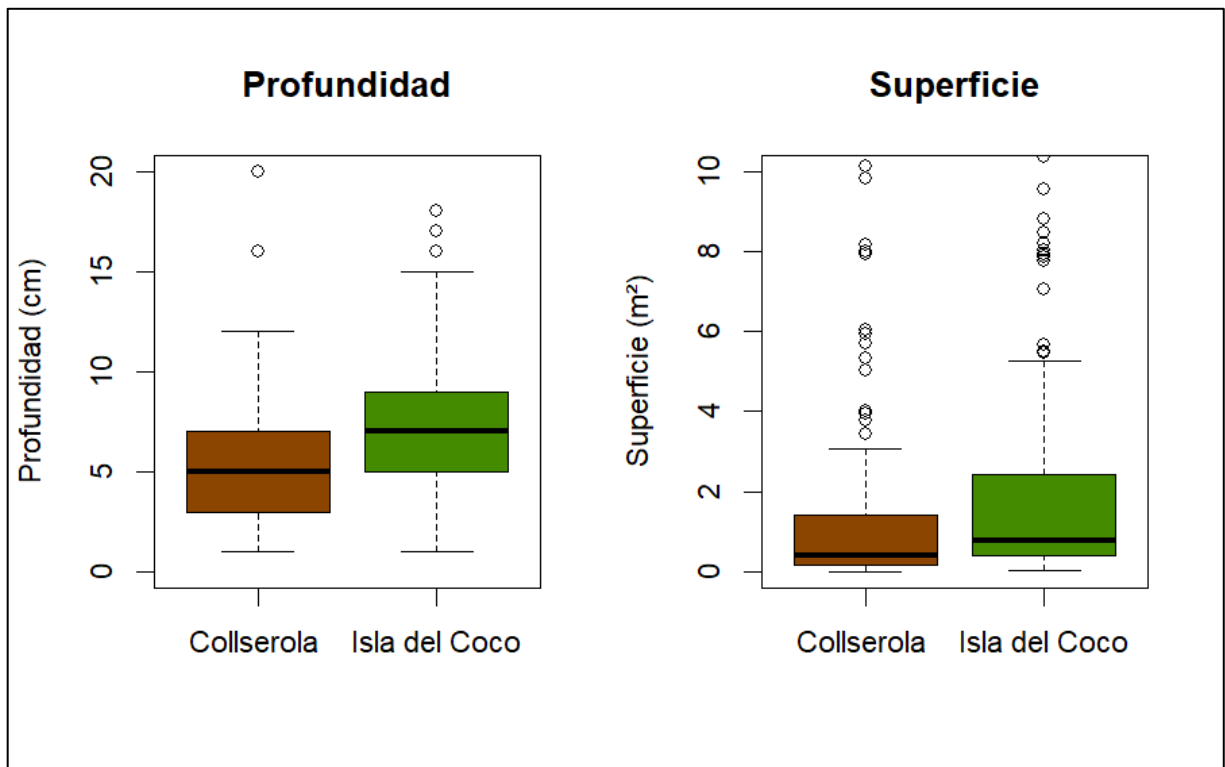 Profundidad
Profundidad (cm)
20
15
10
5
0
Collserola Isla del Coco
Superficie
Superficie (m²)
10
8
6
4
2
0
Collserola Isla del Coco